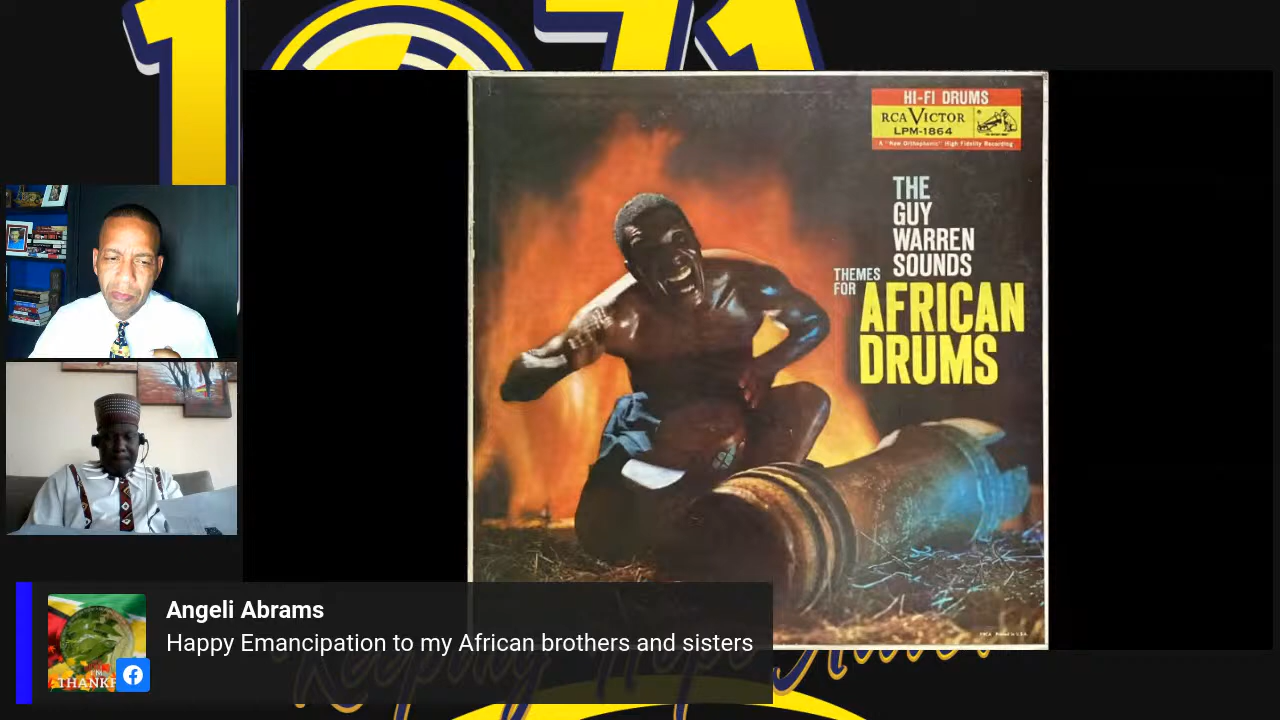 HI-FI DRUMS
RCA VICTOR
LPM-1864
A "New Orthophonic" High Fidelity Recording
THE
GUY
WARREN
SOUNDS
THEMES
FOR
AFRICAN
DRUMS
Angeli Abrams
Happy Emancipation to my African brothers and sisters